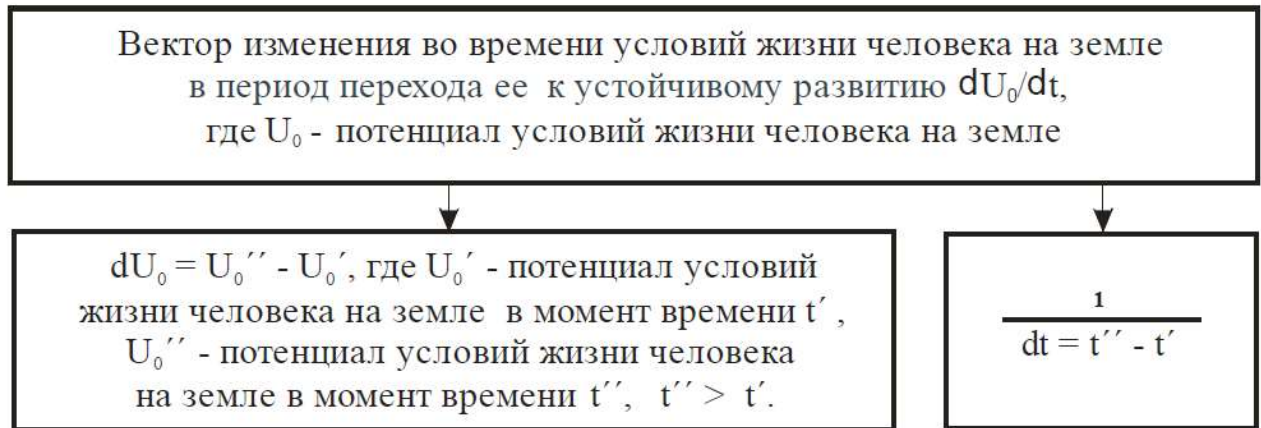 Вектор изменения во времени условий жизни человека на земле
в период перехода ее к устойчивому развитию dU₀/dt,
где U₀ - потенциал условий жизни человека на земле
dU₀ = U₀´´ - U₀´, где U₀´ - потенциал условий
жизни человека на земле в момент времени t´ ,
U₀´´ - потенциал условий жизни человека
на земле в момент времени t´´, t´´ > t´.
1
dt = t´´ - t´